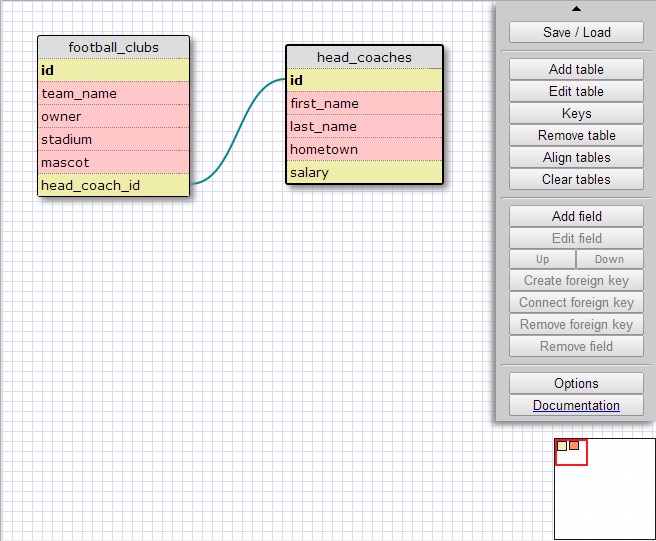 football_clubs
id
team_name
owner
stadium
mascot
head_coach_id
head_coaches
id
first_name
last_name
hometown
salary
Save / Load
Add table
Edit table
Keys
Remove table
Align tables
Clear tables
Add field
Edit field
Up Down
Create foreign key
Connect foreign key
Remove foreign key
Remove field
Options
Documentation